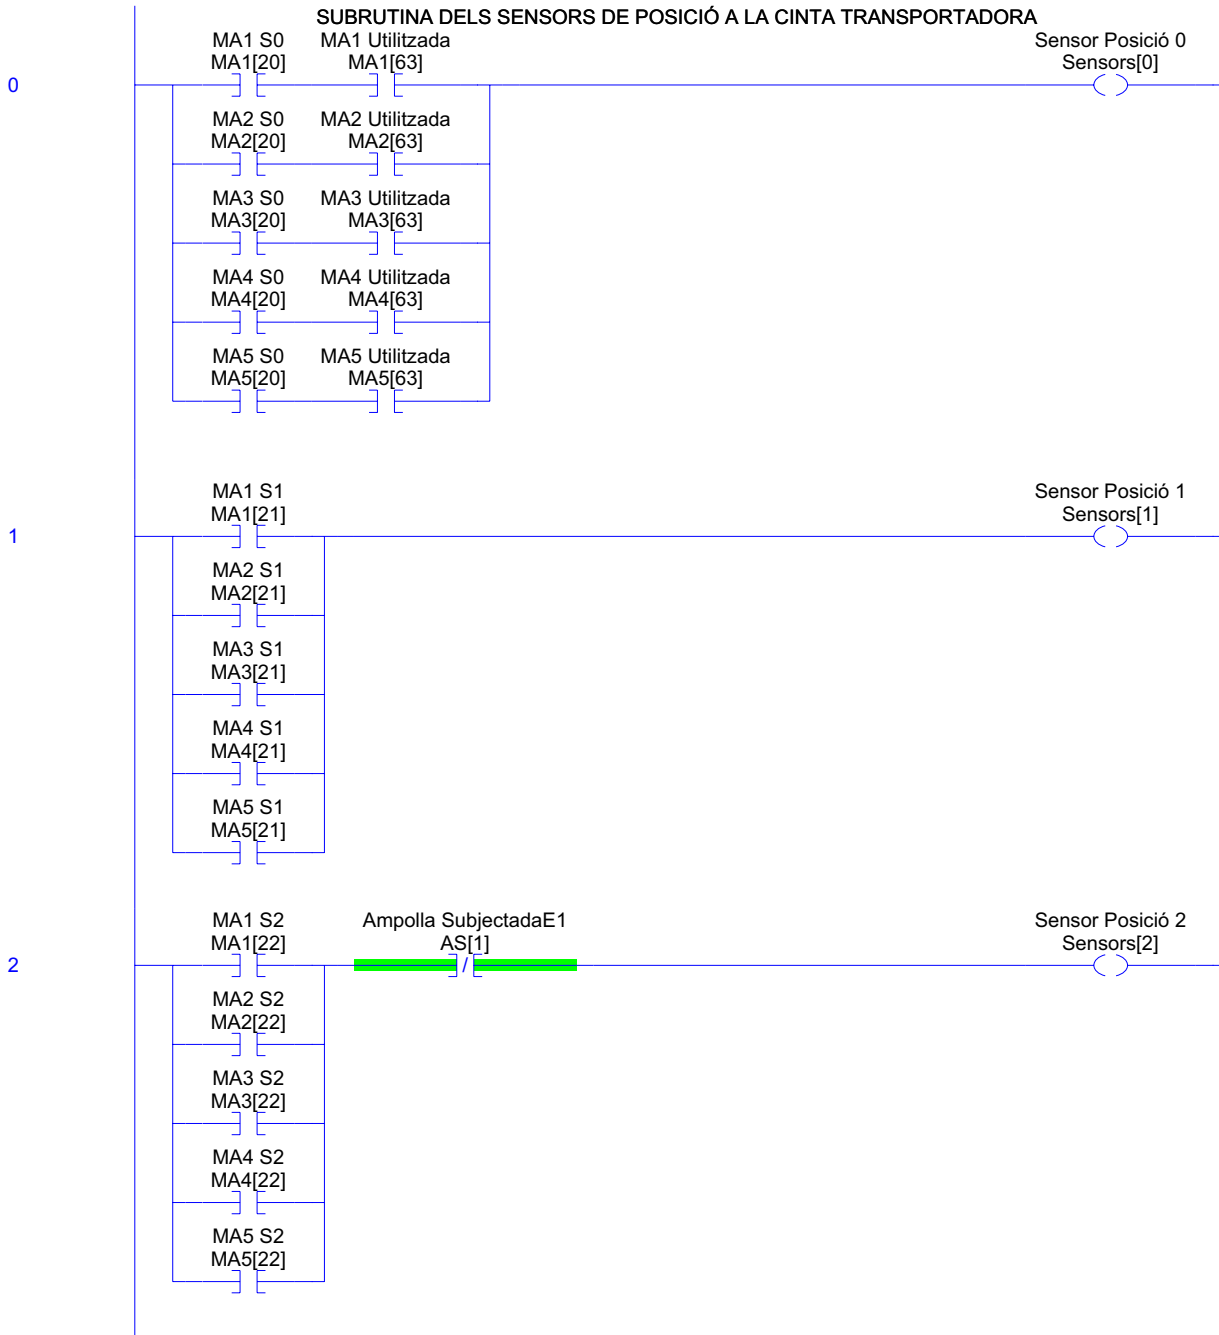 SUBRUTINA DELS SENSORS DE POSICIÓ A LA CINTA TRANSPORTADORA
MA1 S0 MA1 Utilitzada Sensor Posició 0
MA1[20] MA1[63] Sensors[0]
0
MA2 S0 MA2 Utilitzada
MA2[20] MA2[63]
MA3 S0 MA3 Utilitzada
MA3[20] MA3[63]
MA4 S0 MA4 Utilitzada
MA4[20] MA4[63]
MA5 S0 MA5 Utilitzada
MA5[20] MA5[63]
MA1 S1 Sensor Posició 1
MA1[21] Sensors[1]
1
MA2 S1
MA2[21]
MA3 S1
MA3[21]
MA4 S1
MA4[21]
MA5 S1
MA5[21]
MA1 S2 Ampolla SubjectadaE1 Sensor Posició 2
MA1[22] AS[1] Sensors[2]
2
MA2 S2
MA2[22]
MA3 S2
MA3[22]
MA4 S2
MA4[22]
MA5 S2
MA5[22]